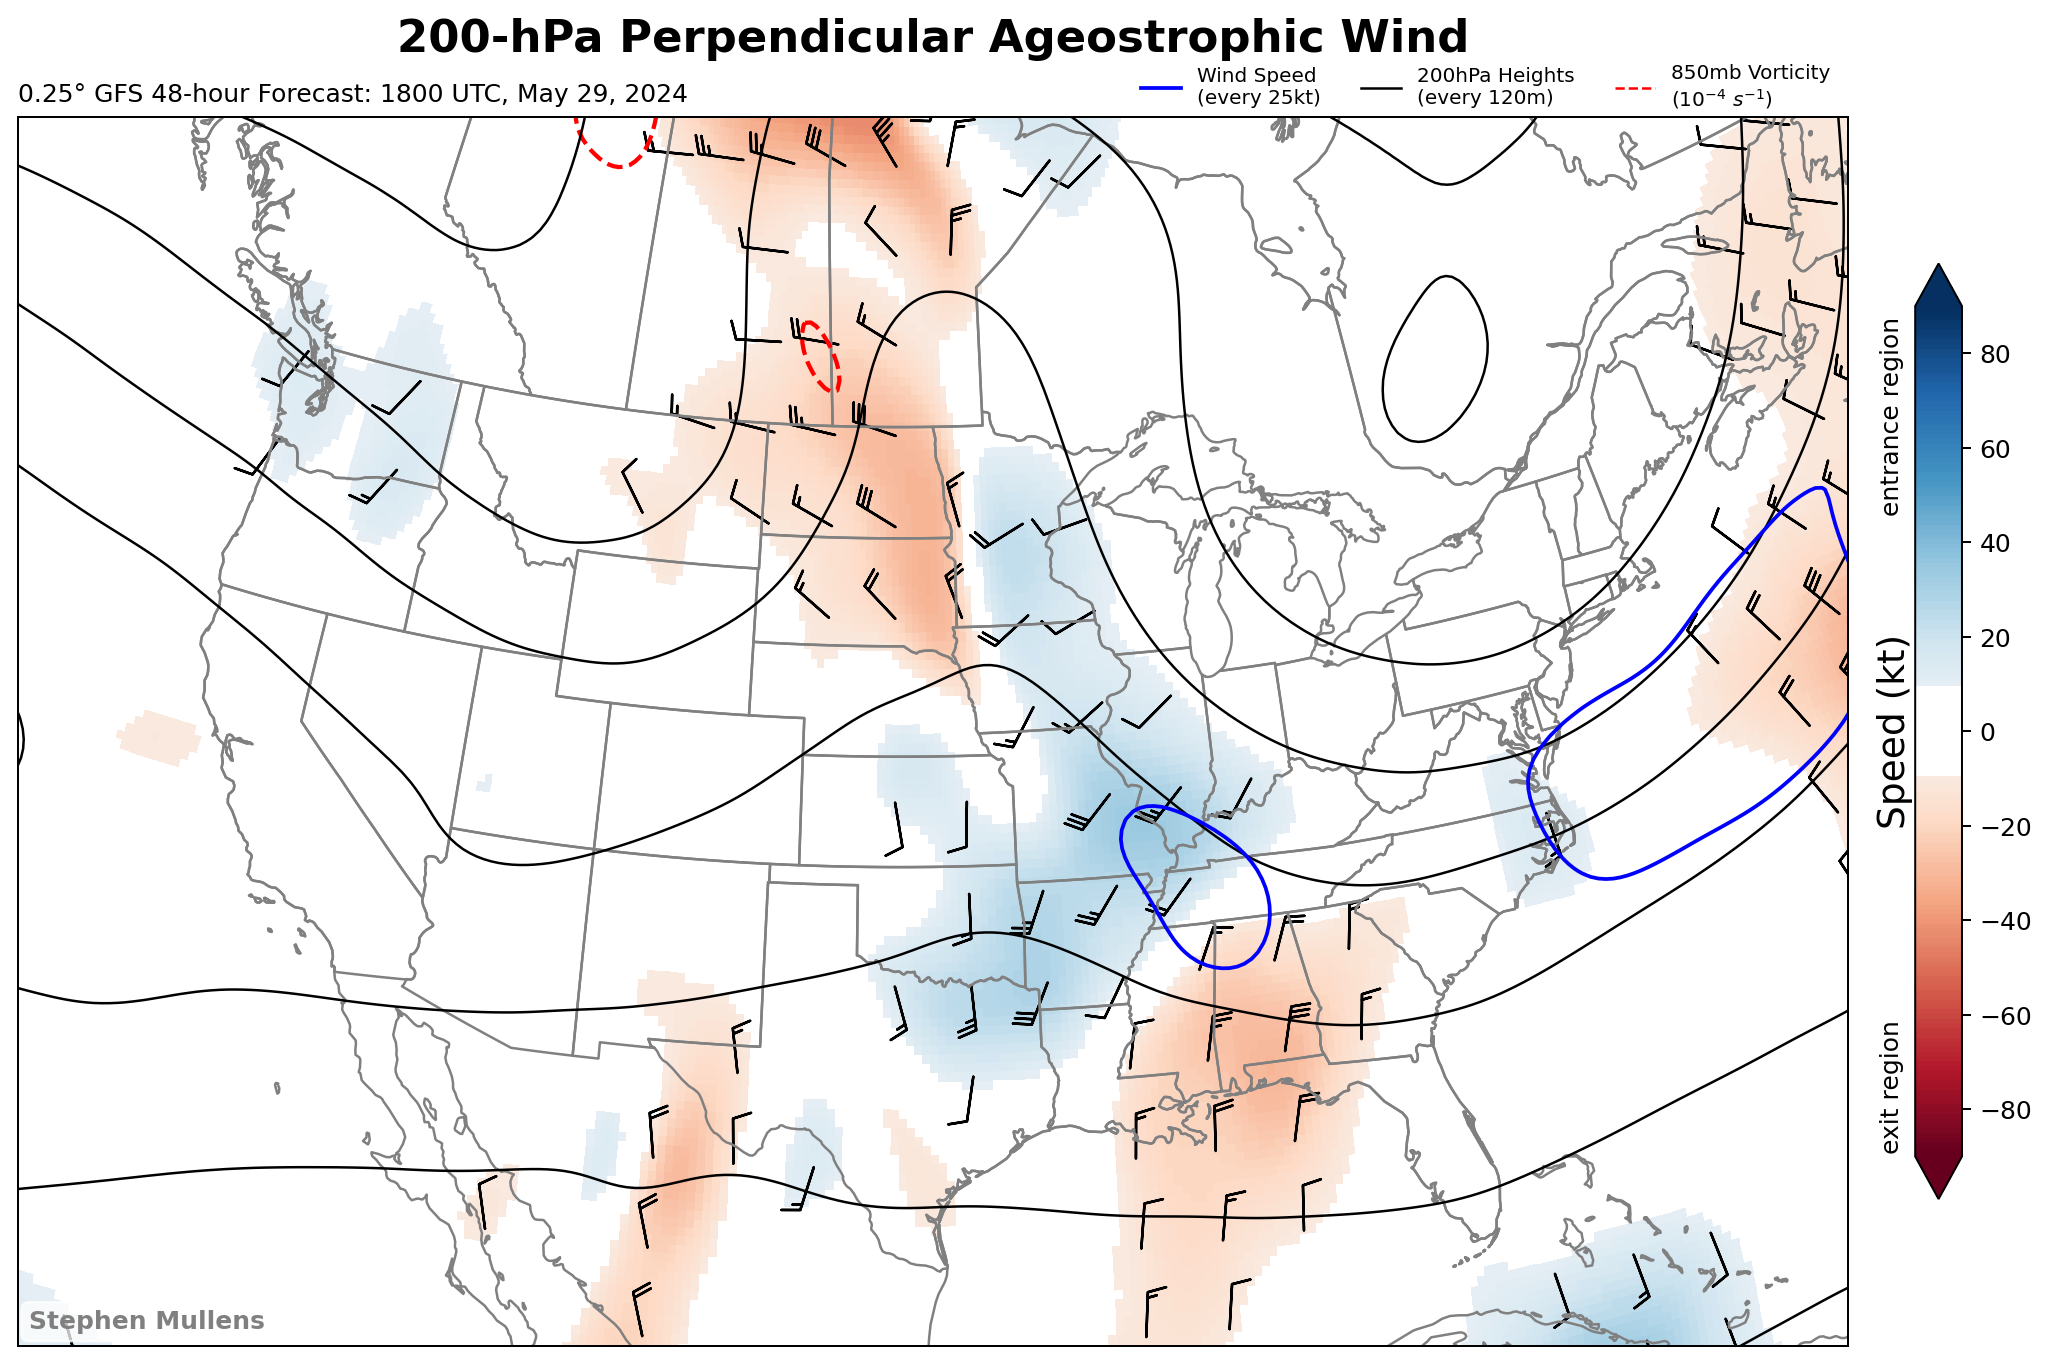 200-hPa Perpendicular Ageostrophic Wind
0.25° GFS 48-hour Forecast: 1800 UTC, May 29, 2024
Wind Speed
(every 25kt)
200hPa Heights
(every 120m)
850mb Vorticity
(10⁻⁴ s⁻¹)
entrance region
Speed (kt)
exit region
80
60
40
20
0
−20
−40
−60
−80
Stephen Mullens